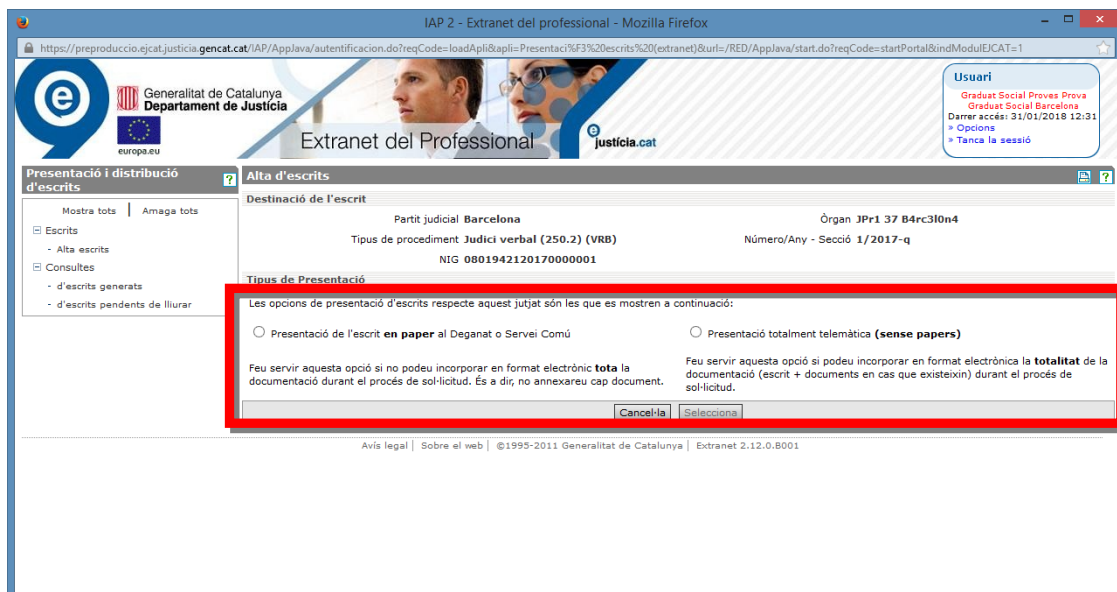 IAP 2 - Extranet del professional - Mozilla Firefox
https://preproduccio.ejcat.justicia.gencat.cat/IAP/AppJava/autentificacion.do?reqCode=loadApli&apli=Presentaci%F3%20escrits%20(extranet)&url=/RED/AppJava/start.do?reqCode=startPortal&indModulEJCAT=1
Generalitat de Catalunya
Departament de Justícia
europa.eu
Extranet del Professional
e justícia.cat
Usuari
Graduat Social Proves Prova
Graduat Social Barcelona
Darrer accés: 31/01/2018 12:31
» Opcions
» Tanca la sessió
Presentació i distribució d'escrits ?
Mostra tots | Amaga tots
Escrits
- Alta escrits
Consultes
- d'escrits generats
- d'escrits pendents de lliurar
Alta d'escrits ?
Destinació de l'escrit
Partit judicial Barcelona Òrgan JPr1 37 B4rc3l0n4
Tipus de procediment Judici verbal (250.2) (VRB) Número/Any - Secció 1/2017-q
NIG 0801942120170000001
Tipus de Presentació
Les opcions de presentació d'escrits respecte aquest jutjat són les que es mostren a continuació:
Presentació de l'escrit en paper al Deganat o Servei Comú
Feu servir aquesta opció si no podeu incorporar en format electrònic tota la
documentació durant el procés de sol·licitud. És a dir, no annexareu cap document.
Presentació totalment telemàtica (sense papers)
Feu servir aquesta opció si podeu incorporar en format electrònica la totalitat de la
documentació (escrit + documents en cas que existeixin) durant el procés de
sol·licitud.
Cancel·la Selecciona
Avís legal | Sobre el web | ©1995-2011 Generalitat de Catalunya | Extranet 2.12.0.B001